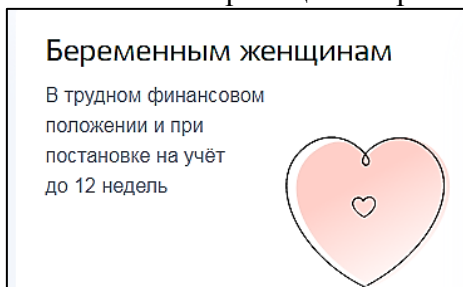 Беременным женщинам
В трудном финансовом
положении и при
постановке на учёт
до 12 недель